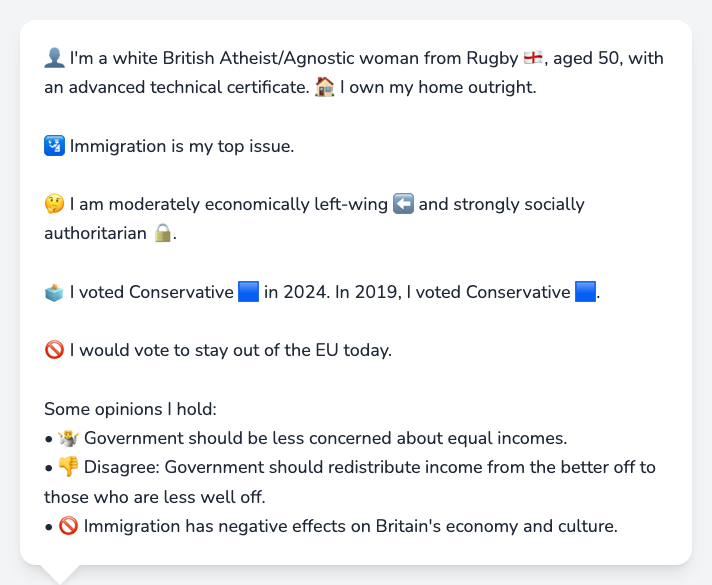 👤 I'm a white British Atheist/Agnostic woman from Rugby 🏴󠁧󠁢󠁥󠁮󠁧󠁿, aged 50, with
an advanced technical certificate. 🏠 I own my home outright.
🛂 Immigration is my top issue.
🤔 I am moderately economically left-wing ⬅️ and strongly socially
authoritarian 🔒.
🗳️ I voted Conservative 🟦 in 2024. In 2019, I voted Conservative 🟦.
🚫 I would vote to stay out of the EU today.
Some opinions I hold:
• 🤷 Government should be less concerned about equal incomes.
• 👎 Disagree: Government should redistribute income from the better off to
those who are less well off.
• 🚫 Immigration has negative effects on Britain's economy and culture.